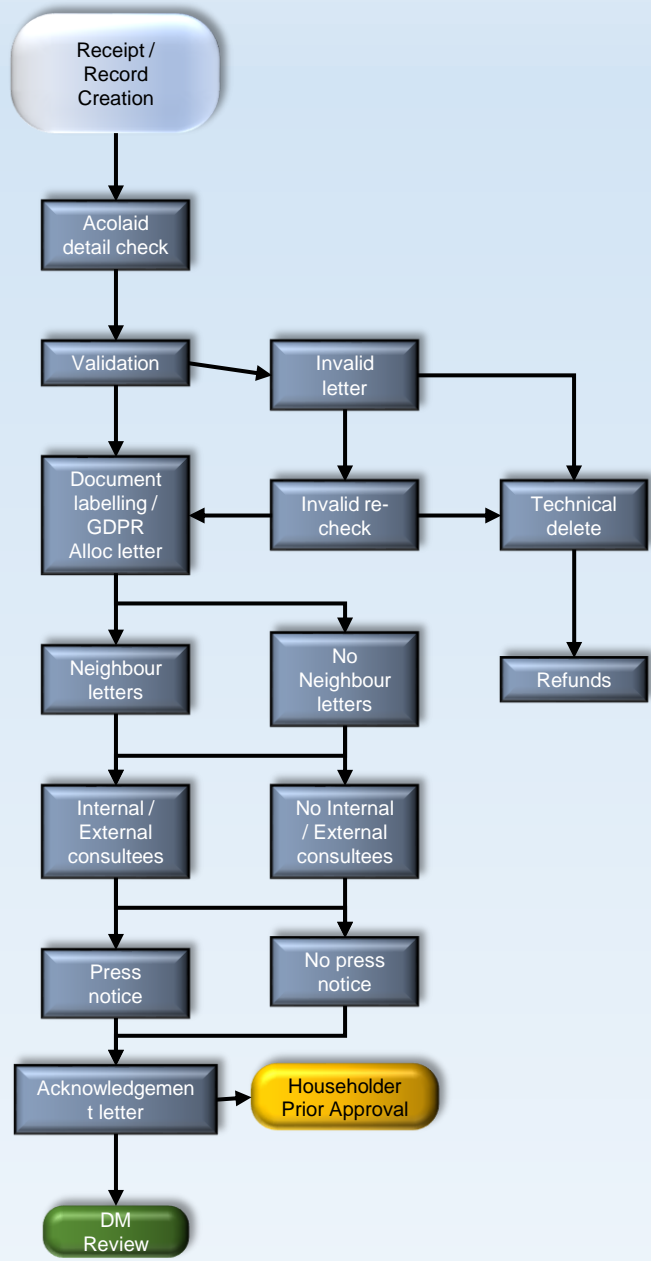 Receipt /
Record
Creation
Acolaid
detail check
Validation
Invalid
letter
Document
labelling /
GDPR
Alloc letter
Invalid re-
check
Technical
delete
Neighbour
letters
No
Neighbour
letters
Refunds
Internal /
External
consultees
No Internal
/ External
consultees
Press
notice
No press
notice
Acknowledgemen
t letter
Householder
Prior Approval
DM
Review